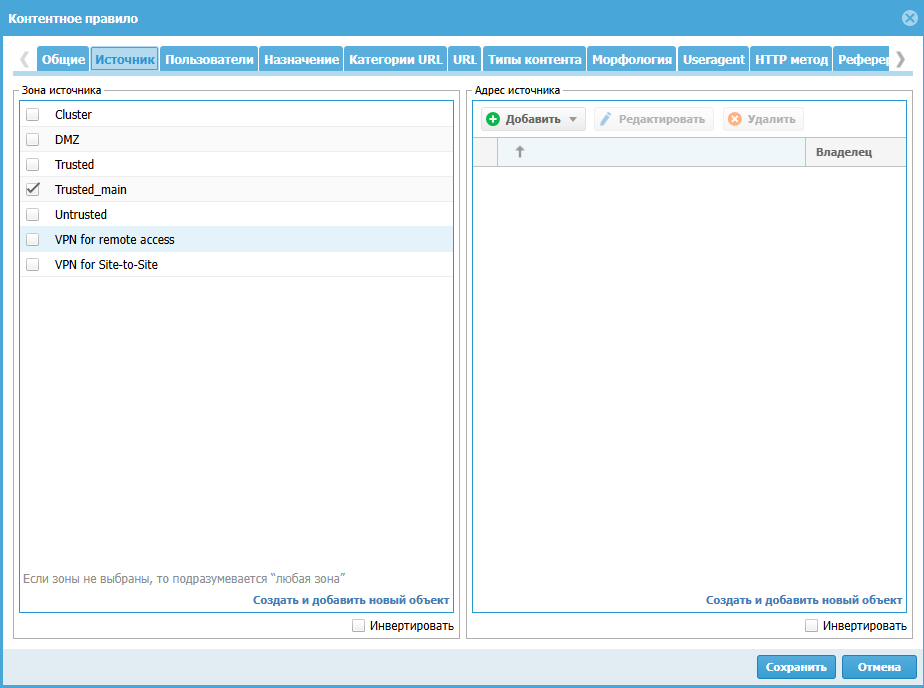 Контентное правило
Общие Источник Пользователи Назначение Категории URL URL Типы контента Морфология Useragent HTTP метод
Зона источника
Cluster
DMZ
Trusted
Trusted_main
Untrusted
VPN for remote access
VPN for Site-to-Site
Если зоны не выбраны, то подразумевается “любая зона”
Создать и добавить новый объект
Инвертировать
Адрес источника
Добавить Редактировать Удалить
Владелец
Создать и добавить новый объект
Инвертировать
Сохранить Отмена